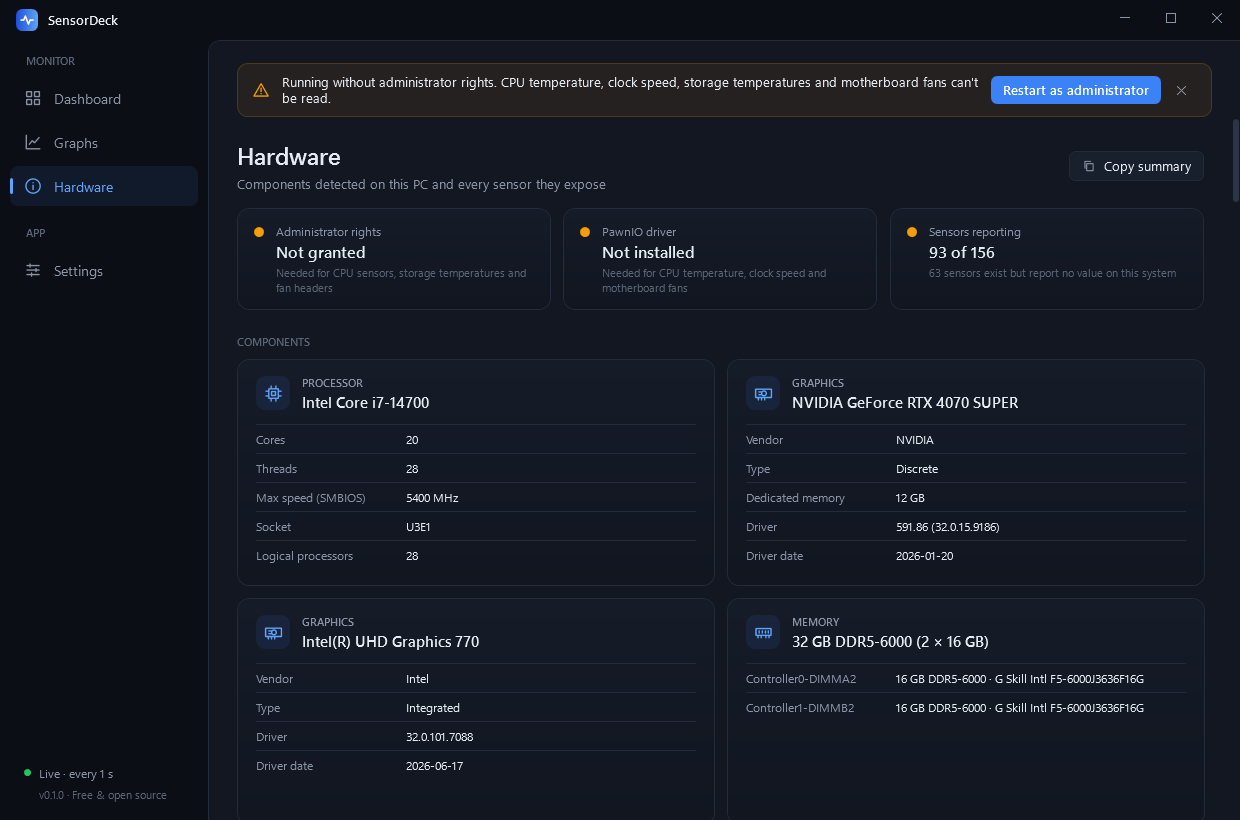 SensorDeck
MONITOR
Dashboard
Graphs
Hardware
APP
Settings
Live · every 1 s
v0.1.0 · Free & open source
Running without administrator rights. CPU temperature, clock speed, storage temperatures and motherboard fans can't
be read.
Restart as administrator
Hardware
Components detected on this PC and every sensor they expose
Copy summary
Administrator rights
Not granted
Needed for CPU sensors, storage temperatures and
fan headers
PawnIO driver
Not installed
Needed for CPU temperature, clock speed and
motherboard fans
Sensors reporting
93 of 156
63 sensors exist but report no value on this system
COMPONENTS
PROCESSOR
Intel Core i7-14700
Cores 20
Threads 28
Max speed (SMBIOS) 5400 MHz
Socket U3E1
Logical processors 28
GRAPHICS
NVIDIA GeForce RTX 4070 SUPER
Vendor NVIDIA
Type Discrete
Dedicated memory 12 GB
Driver 591.86 (32.0.15.9186)
Driver date 2026-01-20
GRAPHICS
Intel(R) UHD Graphics 770
Vendor Intel
Type Integrated
Driver 32.0.101.7088
Driver date 2026-06-17
MEMORY
32 GB DDR5-6000 (2 × 16 GB)
Controller0-DIMMA2 16 GB DDR5-6000 · G Skill Intl F5-6000J3636F16G
Controller1-DIMMB2 16 GB DDR5-6000 · G Skill Intl F5-6000J3636F16G